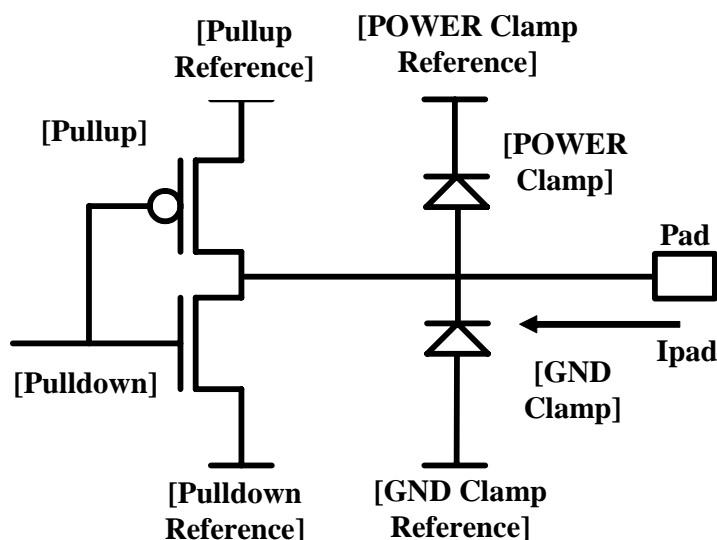 [Pullup
Reference]
[POWER Clamp
Reference]
[Pullup]
[POWER
Clamp]
Pad
Ipad
[Pulldown]
[GND
Clamp]
[Pulldown
Reference]
[GND Clamp
Reference]